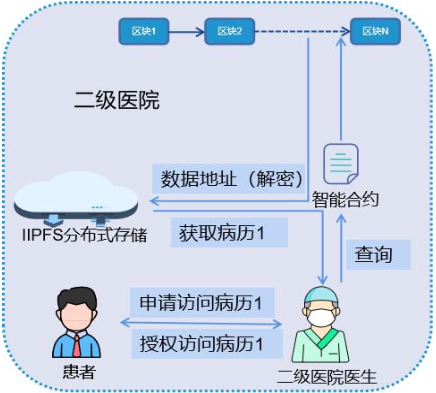 区块1
区块2
区块N
二级医院
数据地址（解密）
智能合约
IIPFS分布式存储
获取病历1
查询
申请访问病历1
授权访问病历1
患者
二级医院医生